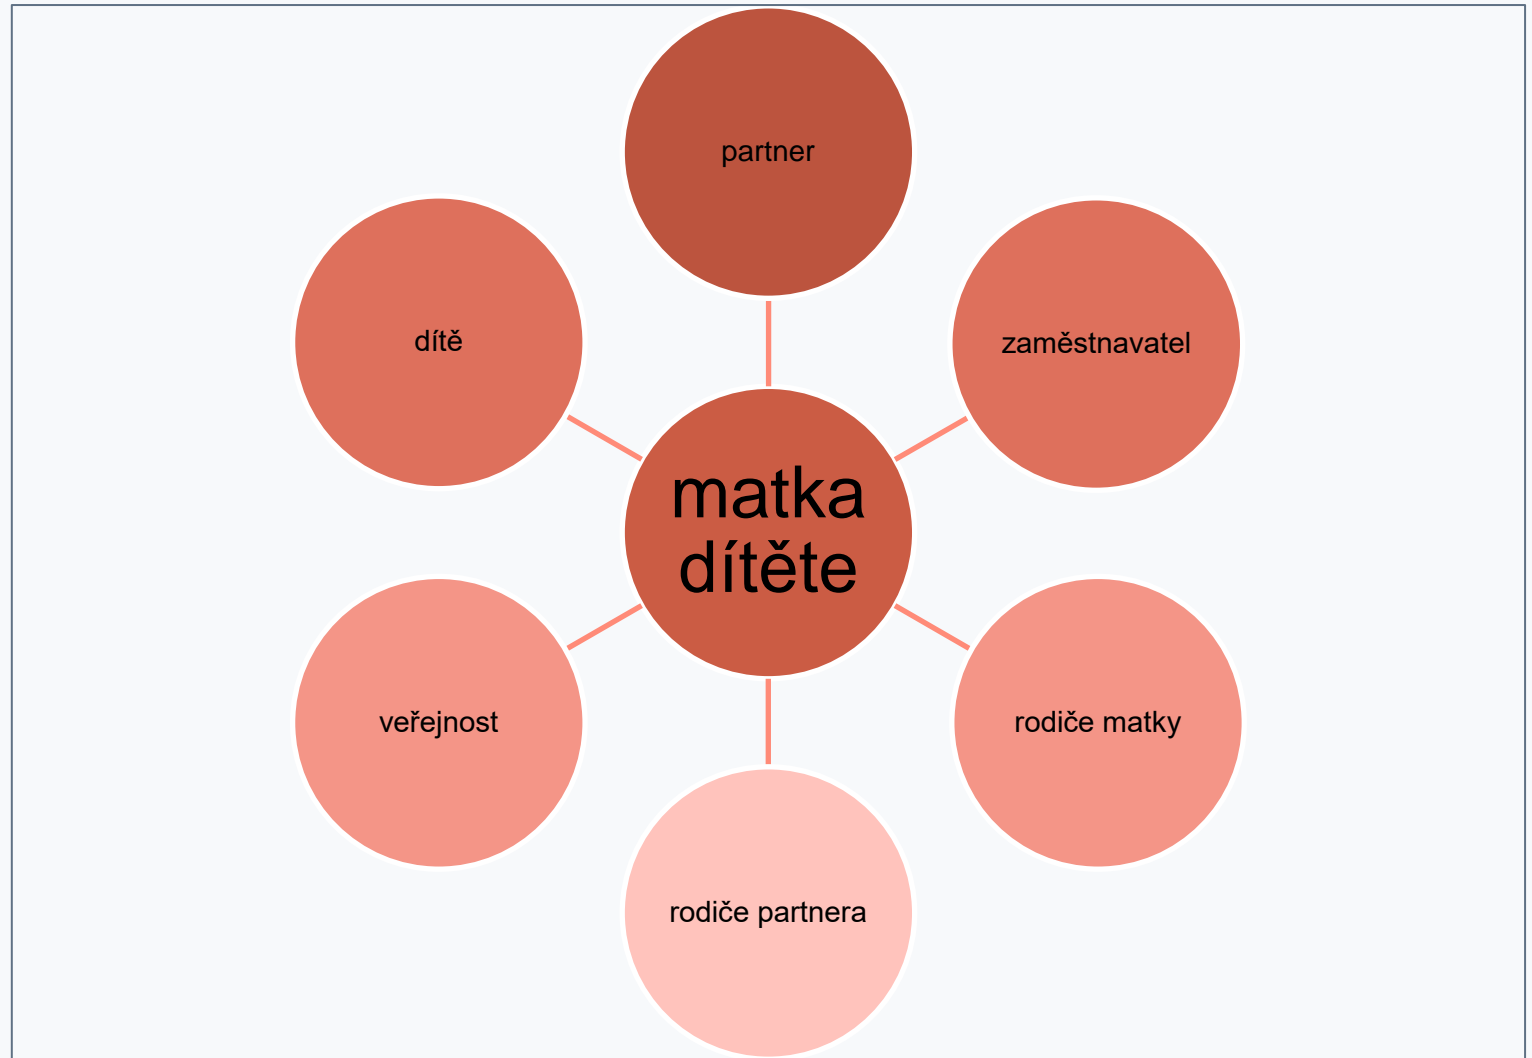 partner
dítě
zaměstnavatel
matka
dítěte
veřejnost
rodiče matky
rodiče partnera